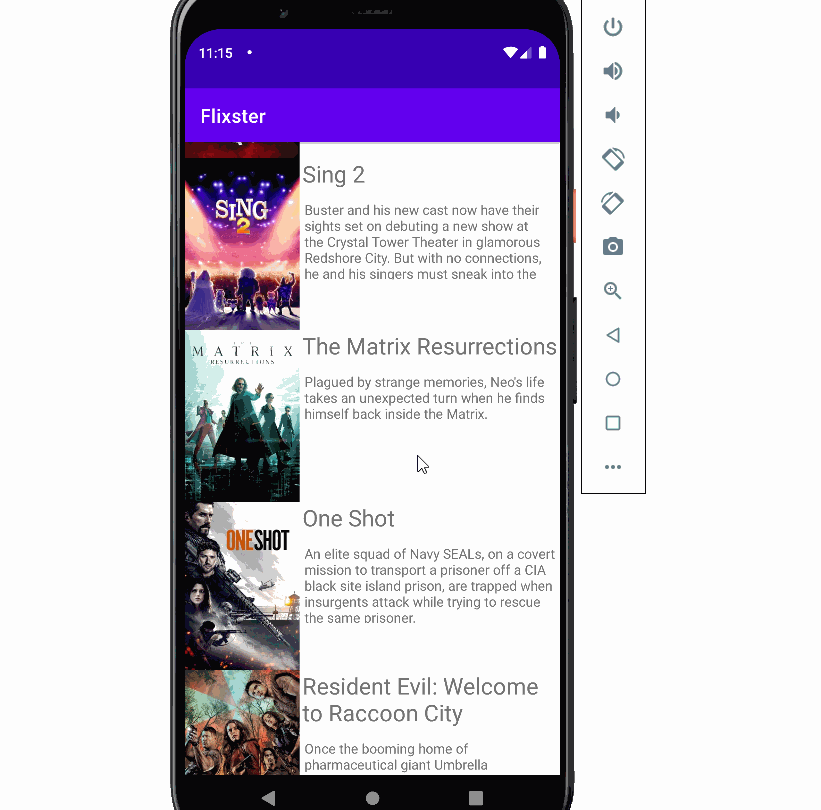 11:15
Flixster
SING
2
Sing 2
Buster and his new cast now have their
sights set on debuting a new show at
the Crystal Tower Theater in glamorous
Redshore City. But with no connections,
he and his singers must sneak into the
THE
MATRIX
RESURRECTIONS
The Matrix Resurrections
Plagued by strange memories, Neo's life
takes an unexpected turn when he finds
himself back inside the Matrix.
ONE SHOT
One Shot
An elite squad of Navy SEALs, on a covert
mission to transport a prisoner off a CIA
black site island prison, are trapped when
insurgents attack while trying to rescue
the same prisoner.
Resident Evil: Welcome
to Raccoon City
Once the booming home of
pharmaceutical giant Umbrella